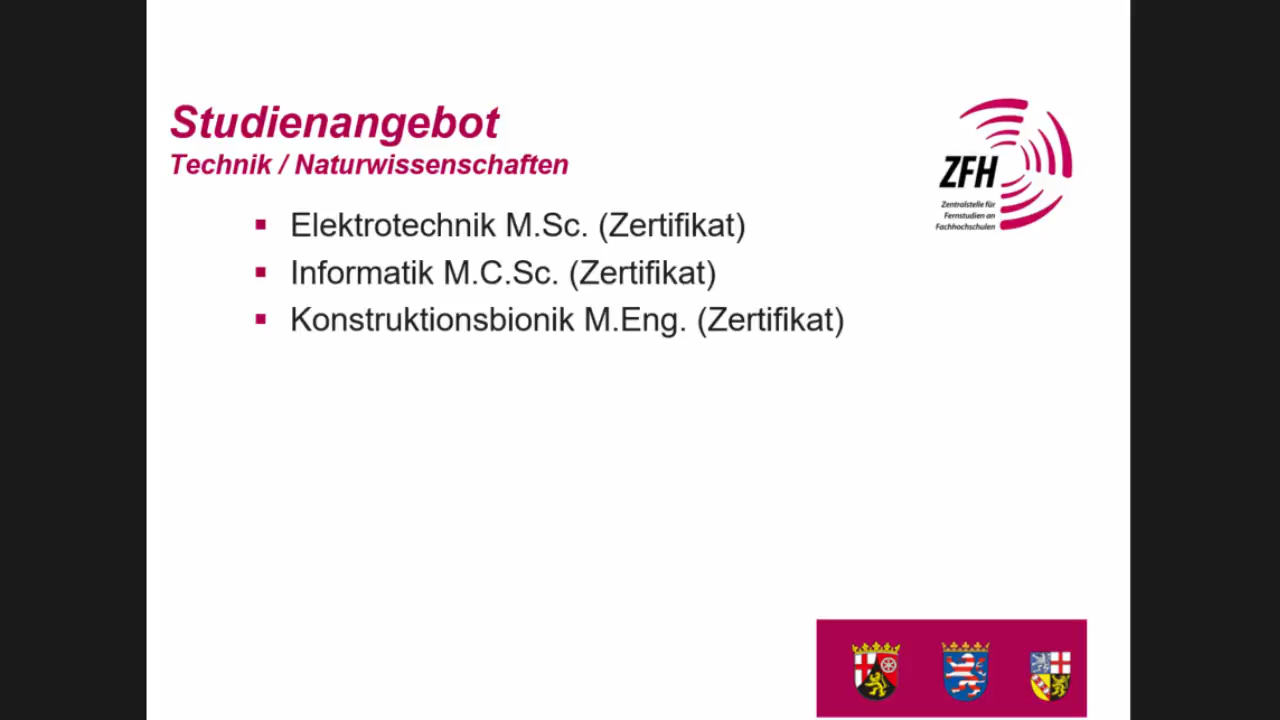 Studienangebot
Technik / Naturwissenschaften
Elektrotechnik M.Sc. (Zertifikat)
Informatik M.C.Sc. (Zertifikat)
Konstruktionsbionik M.Eng. (Zertifikat)
ZFH
Zentralstelle für
Fernstudien an
Fachhochschulen